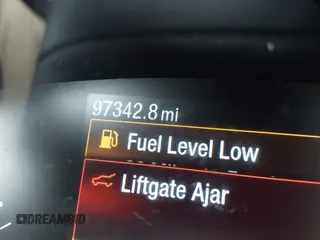 97342.8 mi
Fuel Level Low
Liftgate Ajar
DREAMBID